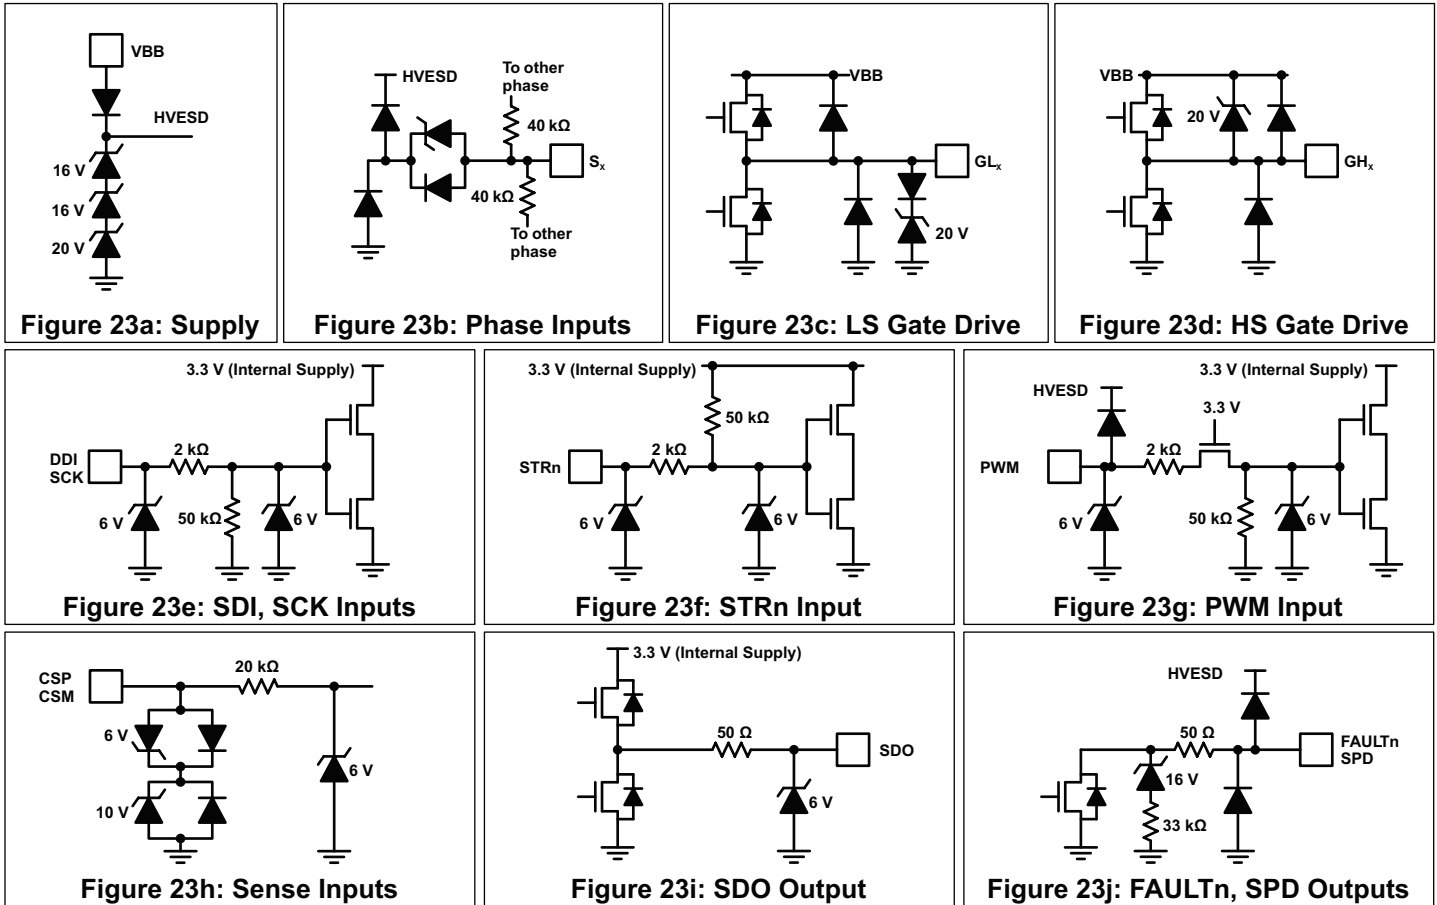 VBB
HVESD
16 V
16 V
20 V
Figure 23a: Supply
HVESD
To other
phase
40 kΩ
Sx
40 kΩ
To other
phase
Figure 23b: Phase Inputs
VBB
GLx
20 V
Figure 23c: LS Gate Drive
VBB
20 V
GHx
Figure 23d: HS Gate Drive
3.3 V (Internal Supply)
DDI
SCK
2 kΩ
6 V
50 kΩ
6 V
Figure 23e: SDI, SCK Inputs
3.3 V (Internal Supply)
50 kΩ
STRn
2 kΩ
6 V
6 V
Figure 23f: STRn Input
3.3 V (Internal Supply)
HVESD
3.3 V
PWM
2 kΩ
6 V
50 kΩ
6 V
Figure 23g: PWM Input
CSP
CSM
20 kΩ
6 V
6 V
10 V
Figure 23h: Sense Inputs
3.3 V (Internal Supply)
50 Ω
SDO
6 V
Figure 23i: SDO Output
HVESD
50 Ω
FAULTn
SPD
16 V
33 kΩ
Figure 23j: FAULTn, SPD Outputs